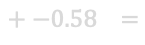 + −0.58 =